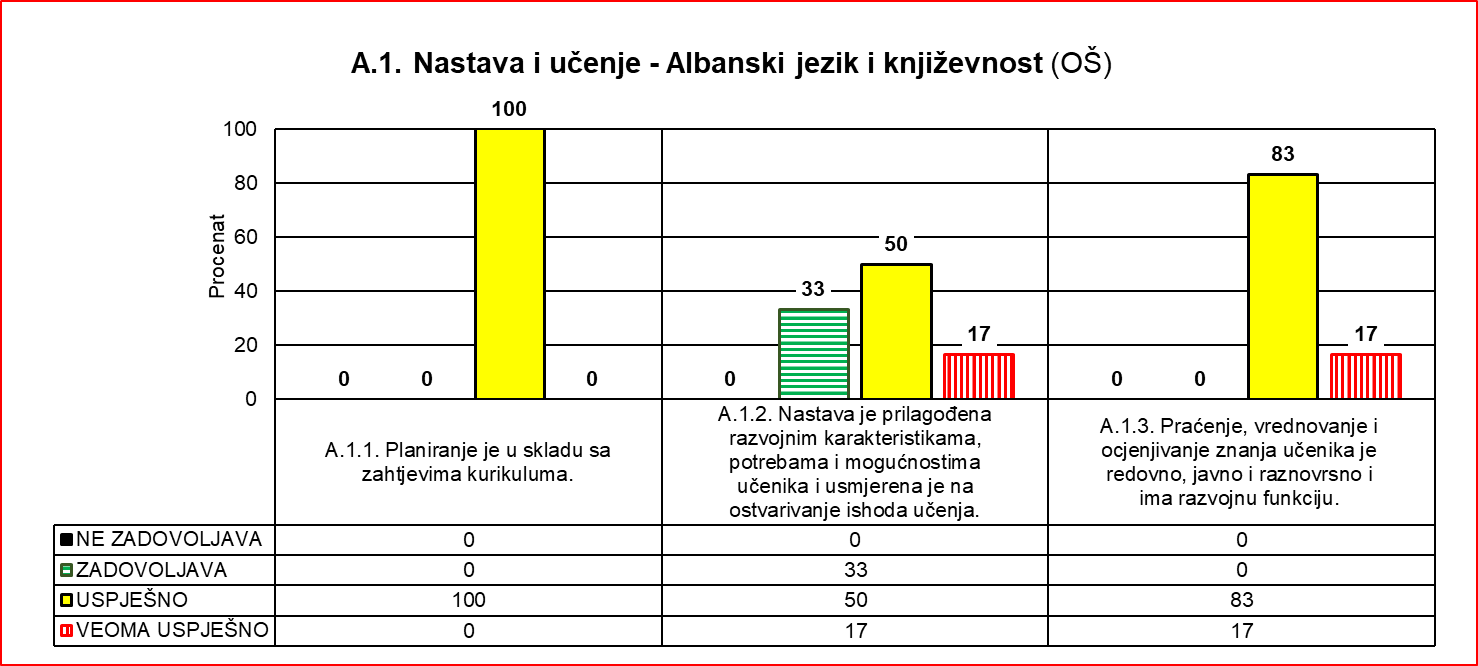 A.1. Nastava i učenje - Albanski jezik i književnost (OŠ)
Procenat
100
80
60
40
20
0
0
0
100
0
0
33
50
17
0
0
83
17
A.1.1. Planiranje je u skladu sa
zahtjevima kurikuluma.
A.1.2. Nastava je prilagođena
razvojnim karakteristikama,
potrebama i mogućnostima
učenika i usmjerena je na
ostvarivanje ishoda učenja.
A.1.3. Praćenje, vrednovanje i
ocjenjivanje znanja učenika je
redovno, javno i raznovrsno i
ima razvojnu funkciju.
NE ZADOVOLJAVA 0 0 0
ZADOVOLJAVA 0 33 0
USPJEŠNO 100 50 83
VEOMA USPJEŠNO 0 17 17